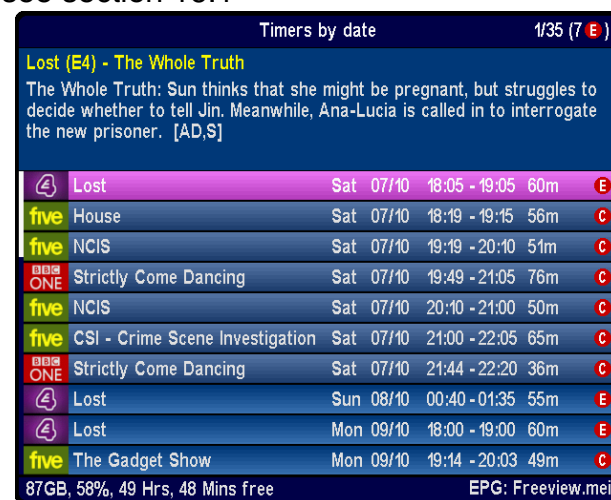 Timers by date 1/35 (7 E)
Lost (E4) - The Whole Truth
The Whole Truth: Sun thinks that she might be pregnant, but struggles to
decide whether to tell Jin. Meanwhile, Ana-Lucia is called in to interrogate
the new prisoner. [AD,S]
E Lost Sat 07/10 18:05 - 19:05 60m E
five House Sat 07/10 18:19 - 19:15 56m C
five NCIS Sat 07/10 19:19 - 20:10 51m C
BBC ONE Strictly Come Dancing Sat 07/10 19:49 - 21:05 76m C
five NCIS Sat 07/10 20:10 - 21:00 50m C
five CSI - Crime Scene Investigation Sat 07/10 21:00 - 22:05 65m C
BBC ONE Strictly Come Dancing Sat 07/10 21:44 - 22:20 36m C
E Lost Sun 08/10 00:40 - 01:35 55m E
E Lost Mon 09/10 18:00 - 19:00 60m E
five The Gadget Show Mon 09/10 19:14 - 20:03 49m C
87GB, 58%, 49 Hrs, 48 Mins free EPG: Freeview.mei